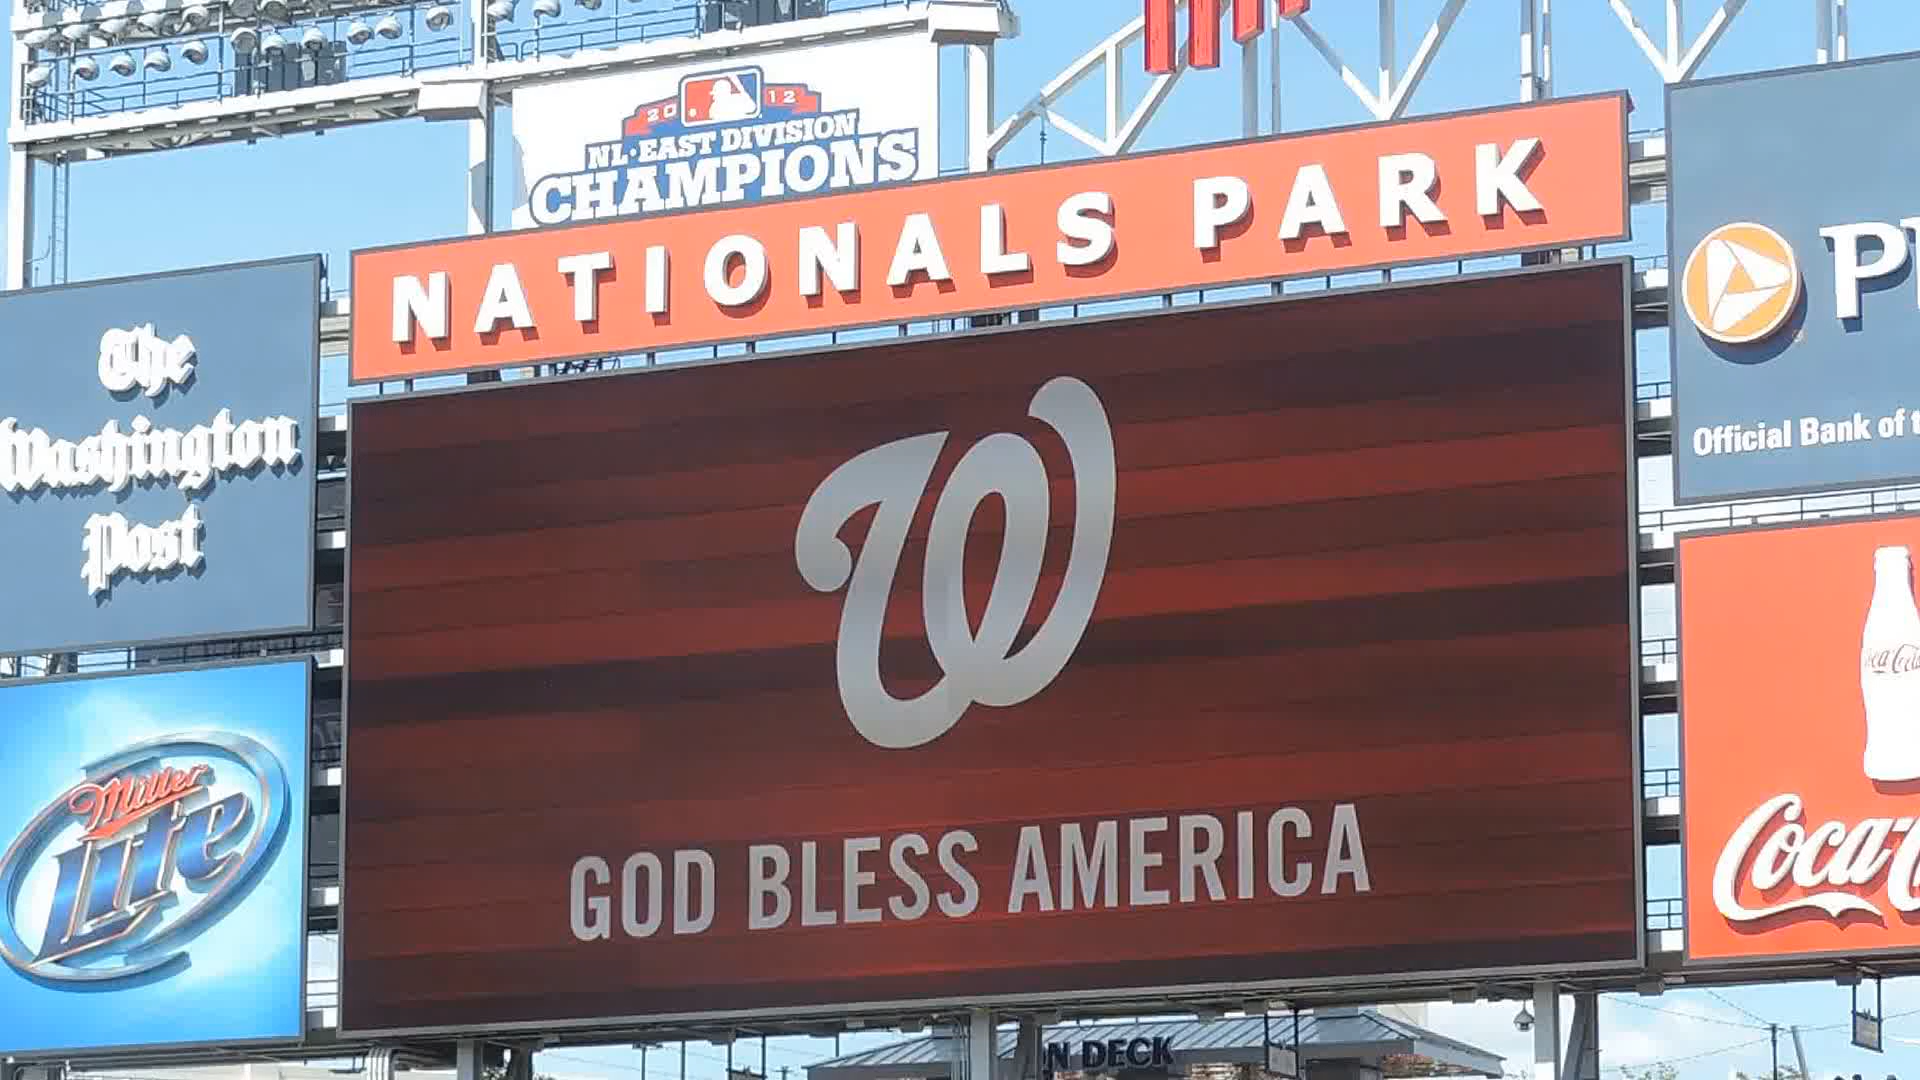 2012
NL·EAST DIVISION
CHAMPIONS
NATIONALS PARK
The
Washington
Post
Official Bank of
W
GOD BLESS AMERICA
Miller
Lite
Coca-Cola
Coca-C
N DECK